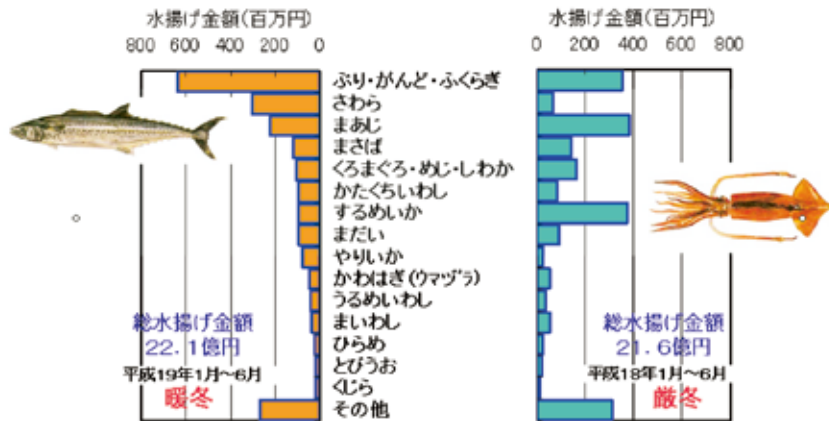 水揚げ金額(百万円)
800 600 400 200 0
水揚げ金額(百万円)
0 200 400 600 800
ぶり・がんど・ふくらぎ
さわら
まあじ
まさば
くろまぐろ・めじ・しわか
かたくちいわし
するめいか
まだい
やりいか
かわはぎ(ウマヅラ)
うるめいわし
まいわし
ひらめ
とびうお
くじら
その他
総水揚げ金額
22.1億円
平成19年1月~6月
暖冬
総水揚げ金額
21.6億円
平成18年1月~6月
厳冬